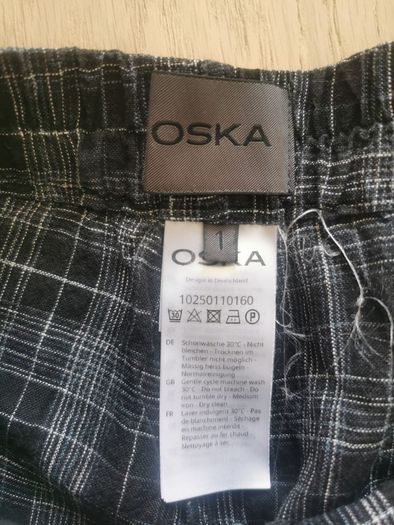 OSKA
1
OSKA
Design in Deutschland
10250110160
30
P
DE Schonwäsche 30°C - Nicht
bleichen - Trocknen im
Tumbler nicht möglich -
Mässig heiss bügeln -
Normalreinigung
GB Gentle cycle machine wash
30°C - Do not bleach - Do
not tumble dry - Medium
iron - Dry clean
FR Laver indulgent 30°C - Pas
de blanchiment - Séchage
en machine interdit -
Repasser au fer chaud -
Nettoyage à sec